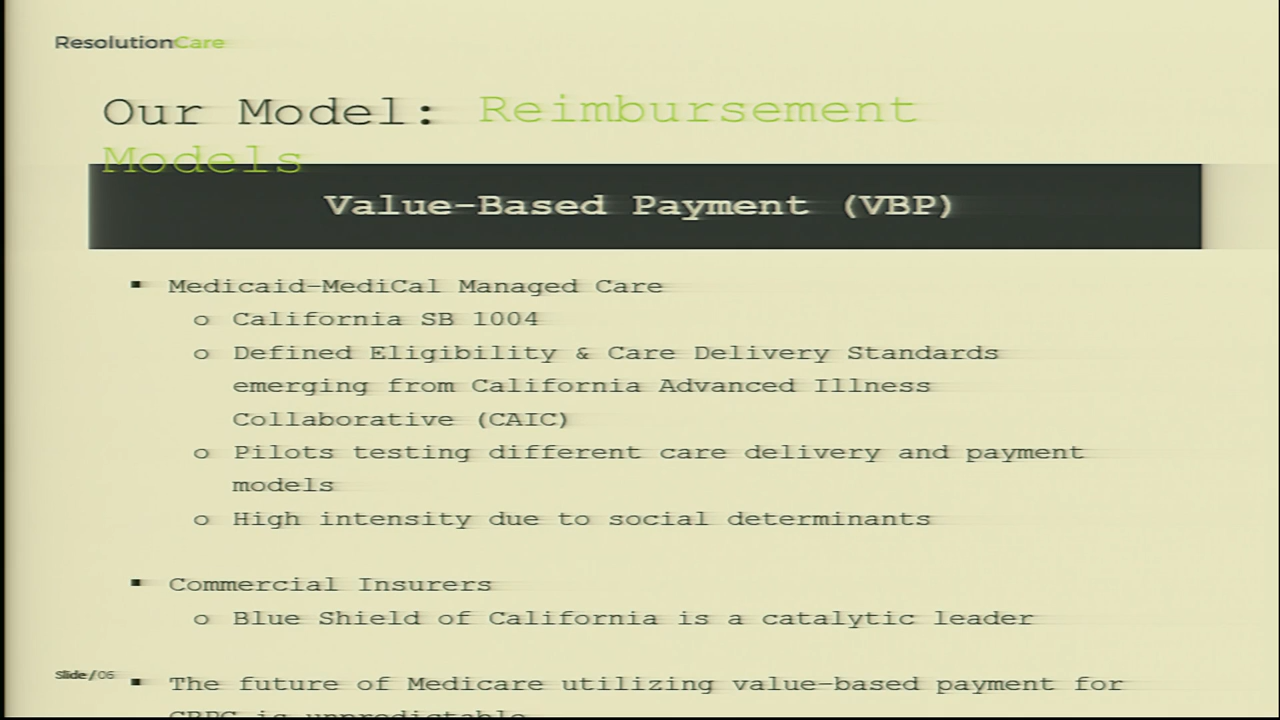 ResolutionCare
Our Model: Reimbursement
Models
Value-Based Payment (VBP)
▪ Medicaid-MediCal Managed Care
o California SB 1004
o Defined Eligibility & Care Delivery Standards
emerging from California Advanced Illness
Collaborative (CAIC)
o Pilots testing different care delivery and payment
models
o High intensity due to social determinants
▪ Commercial Insurers
o Blue Shield of California is a catalytic leader
▪ The future of Medicare utilizing value-based payment for
CBPC is unpredictable
Slide / 06